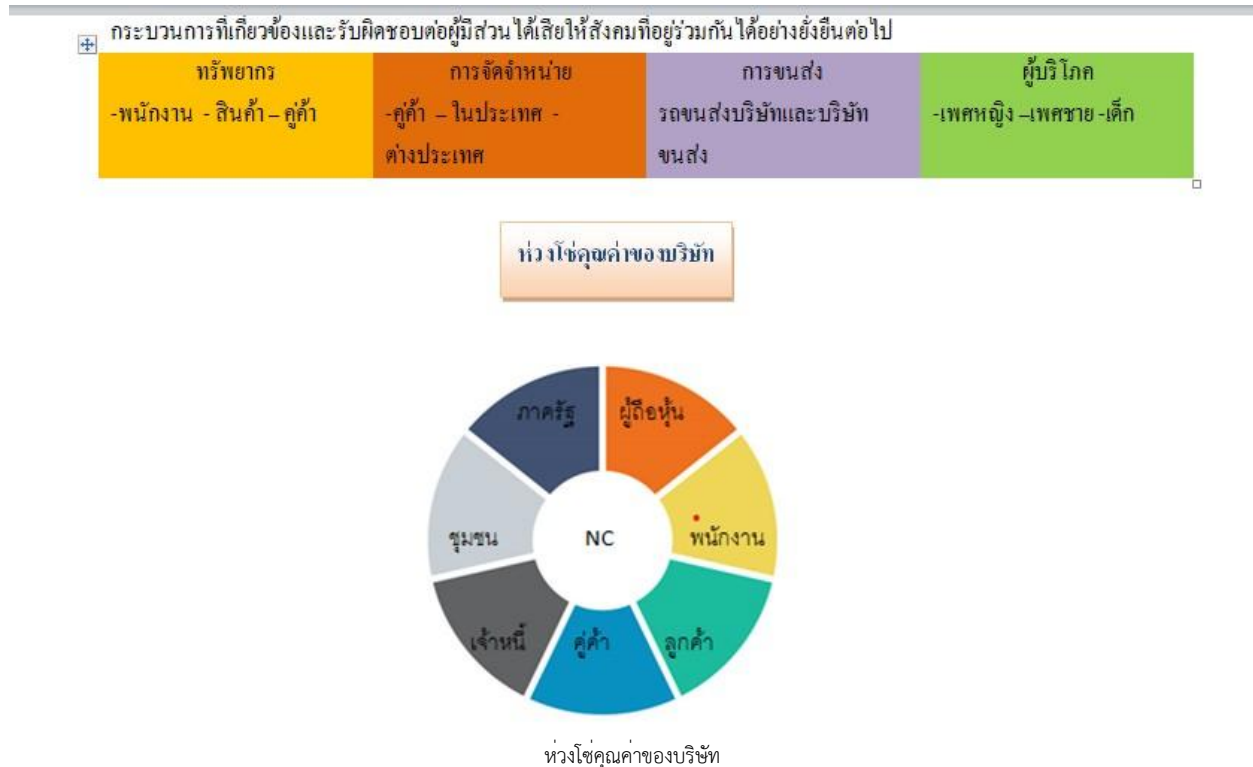 กระบวนการที่เกี่ยวข้องและรับผิดชอบต่อผู้มีส่วนได้เสียให้สังคมที่อยู่ร่วมกันได้อย่างยั่งยืนต่อไป
ทรัพยากร
-พนักงาน - สินค้า – คู่ค้า
การจัดจำหน่าย
-คู่ค้า – ในประเทศ -
ต่างประเทศ
การขนส่ง
รถขนส่งบริษัทและบริษัท
ขนส่ง
ผู้บริโภค
-เพศหญิง –เพศชาย -เด็ก
ห่วงโซ่คุณค่าของบริษัท
ภาครัฐ
ผู้ถือหุ้น
ชุมชน
NC
พนักงาน
เจ้าหนี้
คู่ค้า
ลูกค้า
ห่วงโซ่คุณค่าของบริษัท